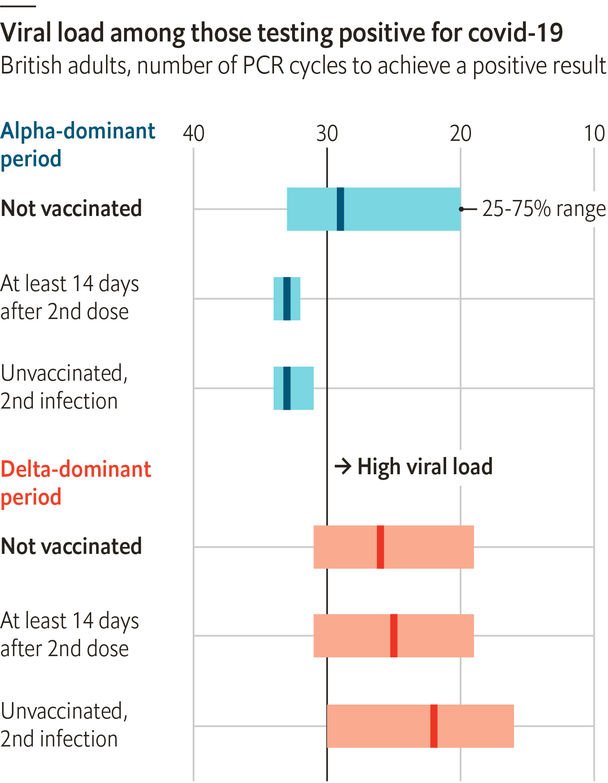 Viral load among those testing positive for covid-19
British adults, number of PCR cycles to achieve a positive result
Alpha-dominant
period
40 30 20 10
Not vaccinated
25-75% range
At least 14 days
after 2nd dose
Unvaccinated,
2nd infection
Delta-dominant
period
→ High viral load
Not vaccinated
At least 14 days
after 2nd dose
Unvaccinated,
2nd infection